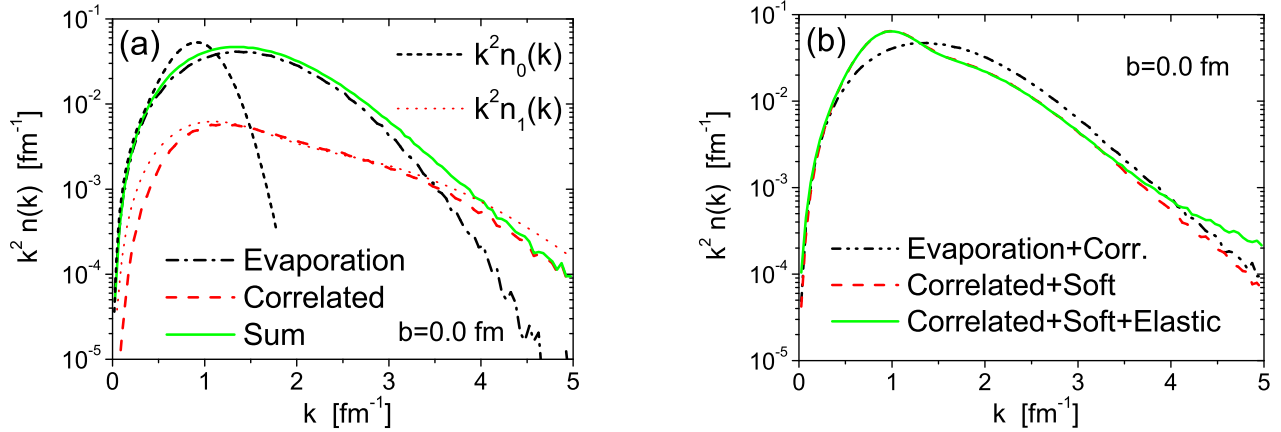 (a)
k² n(k) [fm⁻¹]
10⁻¹
10⁻²
10⁻³
10⁻⁴
10⁻⁵
k²n₀(k)
k²n₁(k)
Evaporation
Correlated
Sum
b=0.0 fm
0 1 2 3 4 5
k [fm⁻¹]
(b)
k² n(k) [fm⁻¹]
10⁻¹
10⁻²
10⁻³
10⁻⁴
10⁻⁵
b=0.0 fm
Evaporation+Corr.
Correlated+Soft
Correlated+Soft+Elastic
0 1 2 3 4 5
k [fm⁻¹]